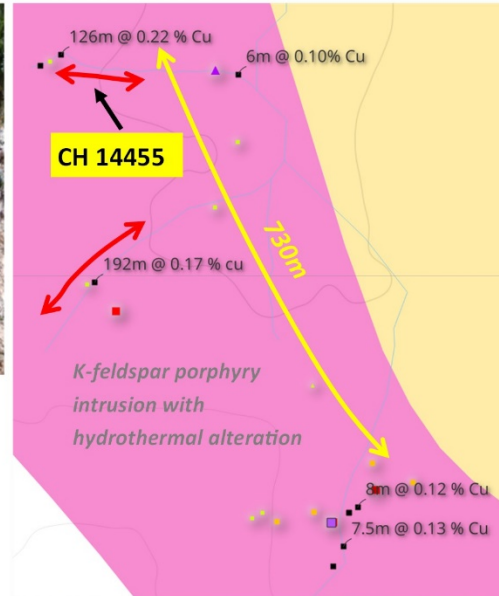 126m @ 0.22 % Cu
6m @ 0.10% Cu
CH 14455
730m
192m @ 0.17 % cu
K-feldspar porphyry
intrusion with
hydrothermal alteration
8m @ 0.12 % Cu
7.5m @ 0.13 % Cu